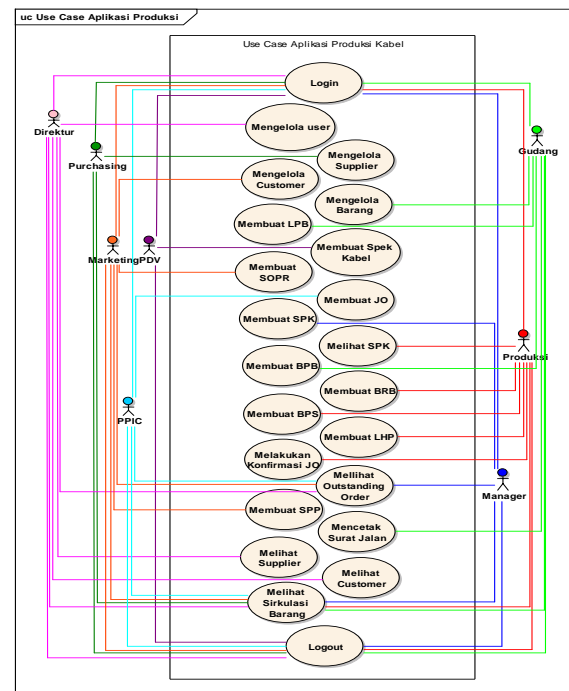 uc Use Case Aplikasi Produksi
Use Case Aplikasi Produksi Kabel
Login
Direktur
Mengelola user
Gudang
Purchasing
Mengelola
Supplier
Mengelola
Customer
Mengelola
Barang
Membuat LPB
Marketing
PDV
Membuat Spek
Kabel
Membuat
SOPR
Membuat JO
Membuat SPK
Melihat SPK
Produksi
Membuat BPB
Membuat BRB
PPIC
Membuat BPS
Membuat LHP
Melakukan
Konfirmasi JO
Mellihat
Outstanding
Order
Manager
Membuat SPP
Mencetak
Surat Jalan
Melihat
Supplier
Melihat
Customer
Melihat
Sirkulasi
Barang
Logout